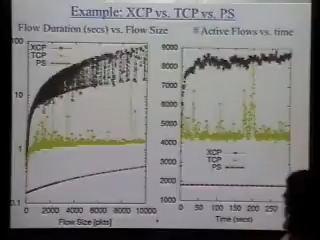 Example: XCP vs. TCP vs. PS
Flow Duration (secs) vs. Flow Size
# Active Flows vs. time
XCP
TCP
PS
100
10
1
0.1
0 2000 4000 6000 8000 10000
Flow Size [pkts]
9000
8000
7000
6000
5000
4000
3000
2000
1000
XCP
TCP
PS
0 50 100 150 200 250
Time (secs)